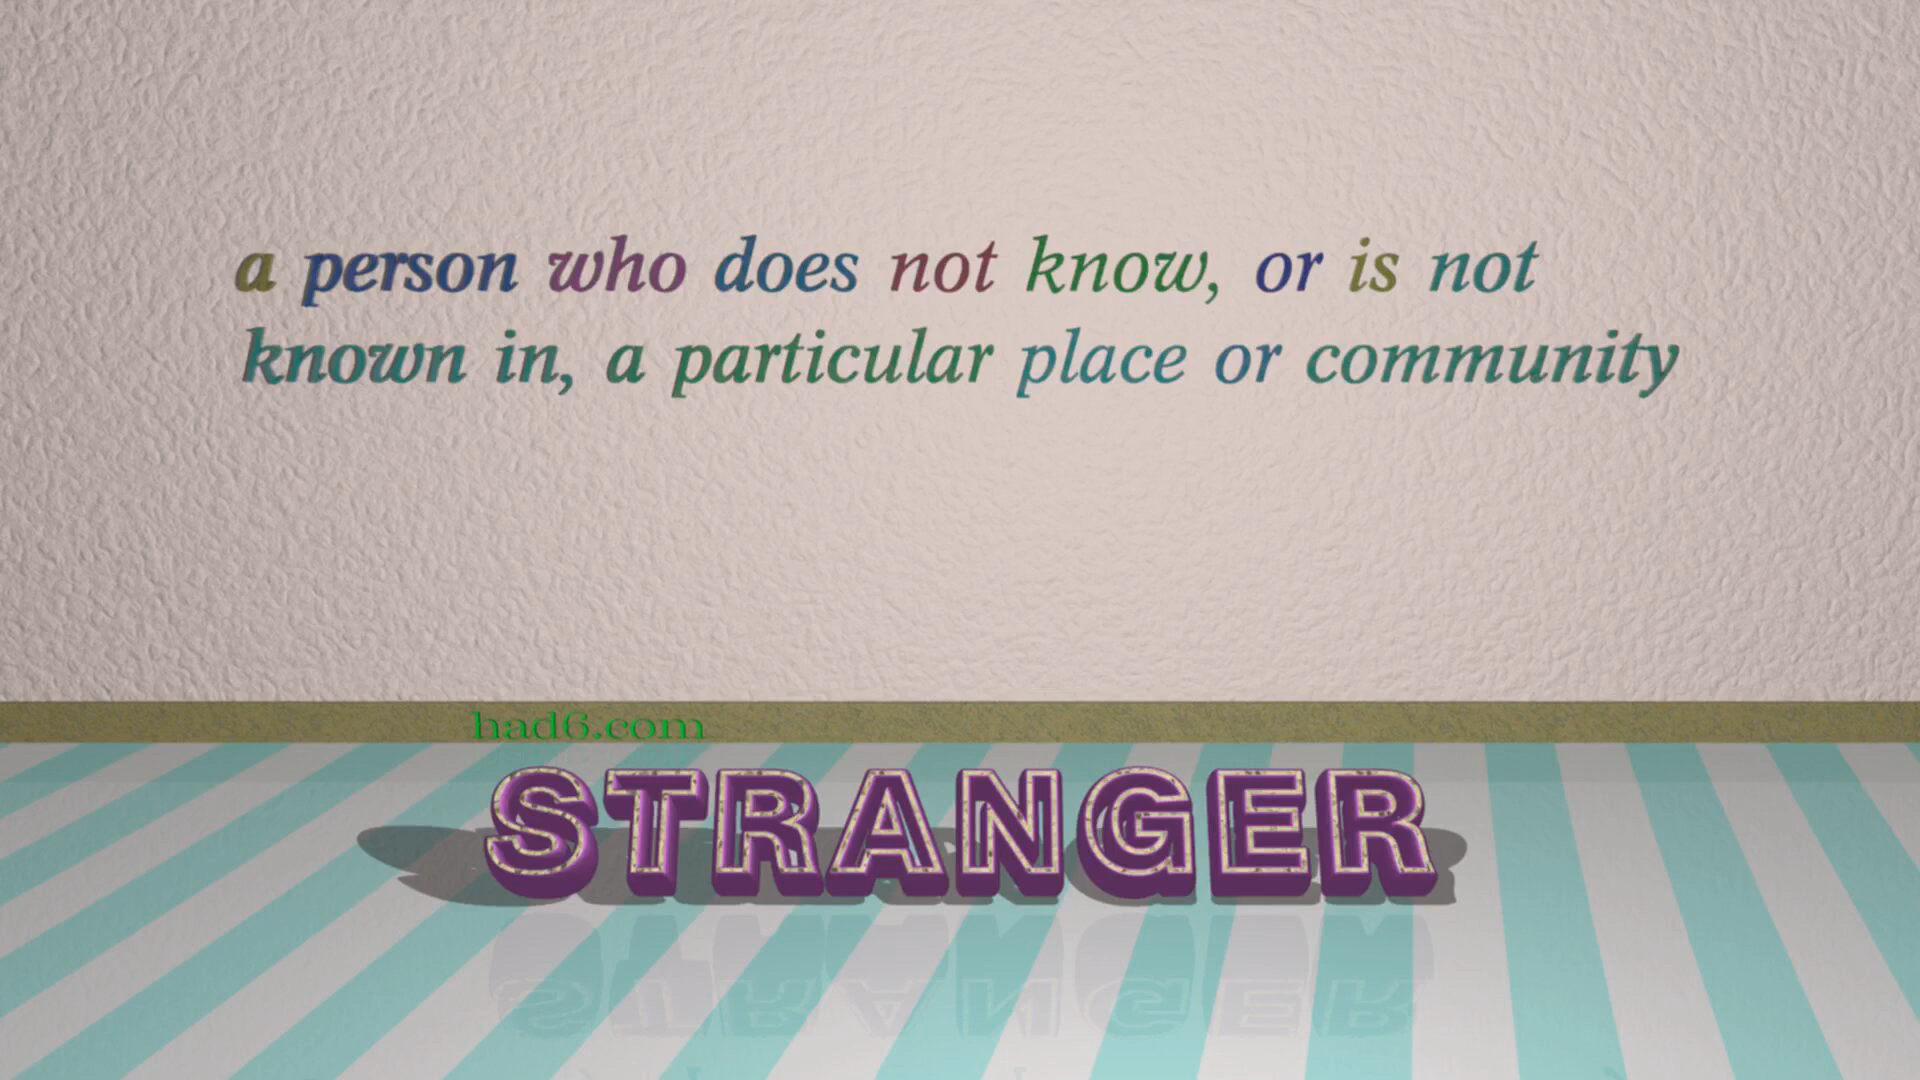 a person who does not know, or is not
known in, a particular place or community
had6.com
STRANGER